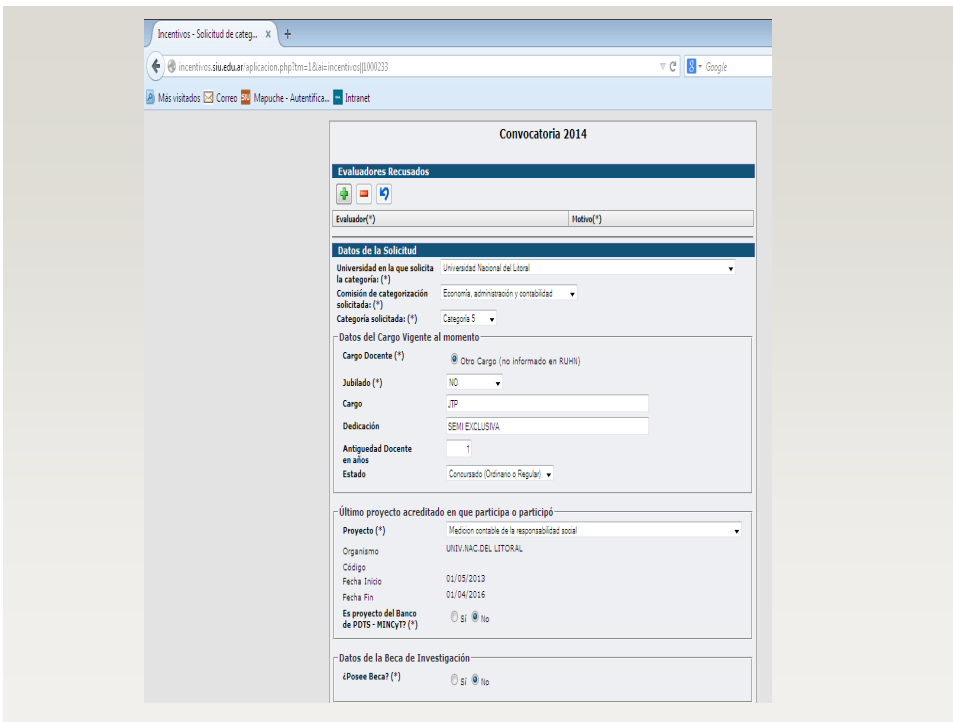 Incentivos - Solicitud de categ... x +
incentivos.siu.edu.ar/aplicacion.php?tm=1&ai=incentivos||1000233 Google
Más visitados Correo SIU Mapuche - Autentifica... Intranet
Convocatoria 2014
Evaluadores Recusados
Evaluador(*) Motivo(*)
Datos de la Solicitud
Universidad en la que solicita Universidad Nacional del Litoral
la categoría: (*)
Comisión de categorización Economía, administración y contabilidad
solicitada: (*)
Categoría solicitada: (*) Categoría 5
Datos del Cargo Vigente al momento
Cargo Docente (*) Otro Cargo (no informado en RUHN)
Jubilado (*) NO
Cargo JTP
Dedicación SEMI EXCLUSIVA
Antiguedad Docente 1
en años
Estado Concursado (Ordinario o Regular)
Último proyecto acreditado en que participa o participó
Proyecto (*) Medicion contable de la responsabilidad social
Organismo UNIV.NAC.DEL LITORAL
Código
Fecha Inicio 01/05/2013
Fecha Fin 01/04/2016
Es proyecto del Banco Sí No
de PDTS - MINCyT? (*)
Datos de la Beca de Investigación
¿Posee Beca? (*) Sí No